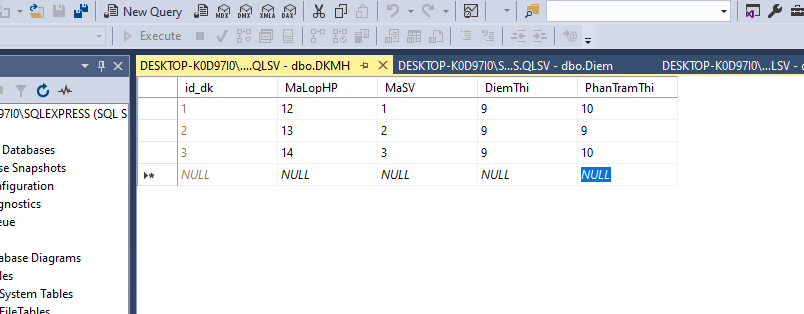 New Query MDX DMX XMLA DAX
Execute
DESKTOP-K0D97I0\....QLSV - dbo.DKMH
DESKTOP-K0D97I0\S...S.QLSV - dbo.Diem
DESKTOP-K0D97I0\...LSV - d
id_dk MaLopHP MaSV DiemThi PhanTramThi
1 12 1 9 10
2 13 2 9 9
3 14 3 9 10
NULL NULL NULL NULL NULL
97I0\SQLEXPRESS (SQL S
Databases
se Snapshots
nfiguration
gnostics
eue
abase Diagrams
les
System Tables
FileTables